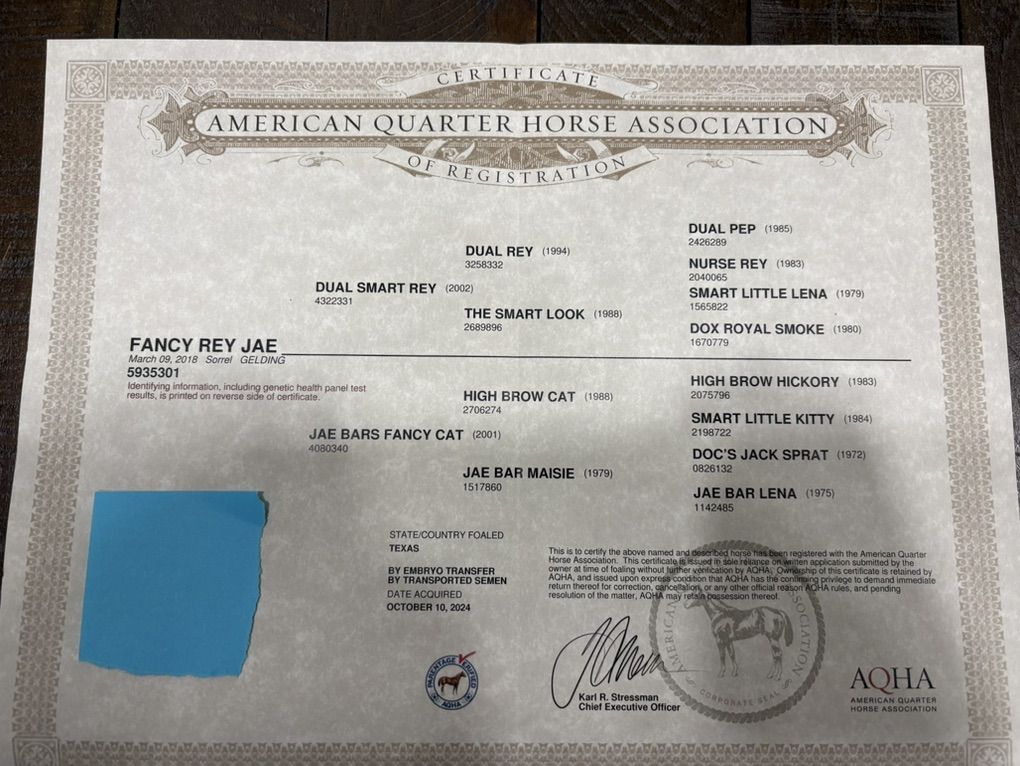 CERTIFICATE
AMERICAN QUARTER HORSE ASSOCIATION
OF REGISTRATION
DUAL PEP (1985)
2426289
DUAL REY (1994)
3258332
NURSE REY (1983)
2040065
DUAL SMART REY (2002)
4322331
SMART LITTLE LENA (1979)
1565822
THE SMART LOOK (1988)
2689896
DOX ROYAL SMOKE (1980)
1670779
FANCY REY JAE
March 09, 2018 Sorrel GELDING
5935301
Identifying information, including genetic health panel test
results, is printed on reverse side of certificate.
HIGH BROW HICKORY (1983)
2075796
HIGH BROW CAT (1988)
2706274
SMART LITTLE KITTY (1984)
2198722
JAE BARS FANCY CAT (2001)
4080340
DOC'S JACK SPRAT (1972)
0826132
JAE BAR MAISIE (1979)
1517860
JAE BAR LENA (1975)
1142485
STATE/COUNTRY FOALED
TEXAS
BY EMBRYO TRANSFER
BY TRANSPORTED SEMEN
DATE ACQUIRED
OCTOBER 10, 2024
This is to certify the above named and described horse has been registered with the American Quarter
Horse Association. This certificate is issued in sole reliance on written application submitted by the
owner at time of foaling without further verification by AQHA. Ownership of this certificate is retained by
AQHA, and issued upon express condition that AQHA has the continuing privilege to demand immediate
return thereof for correction, cancellation, or any other official reason AQHA rules, and pending
resolution of the matter, AQHA may retain possession thereof.
PARENTAGE VERIFIED
AQHA
Karl R. Stressman
Chief Executive Officer
AMERICAN ASSOCIATION
CORPORATE SEAL
AQHA
AMERICAN QUARTER
HORSE ASSOCIATION